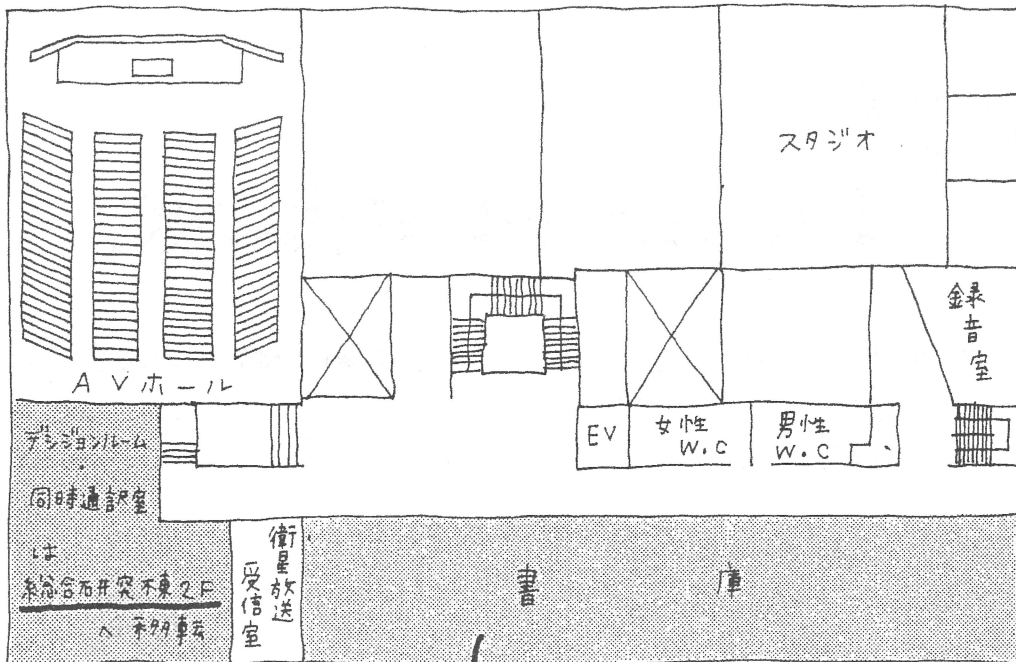 スタジオ
録音室
AVホール
EV
女性
W.C
男性
W.C
デシジョンルーム
・
同時通訳室
は
総合研究棟2F
へ移転
衛星放送
受信室
書庫